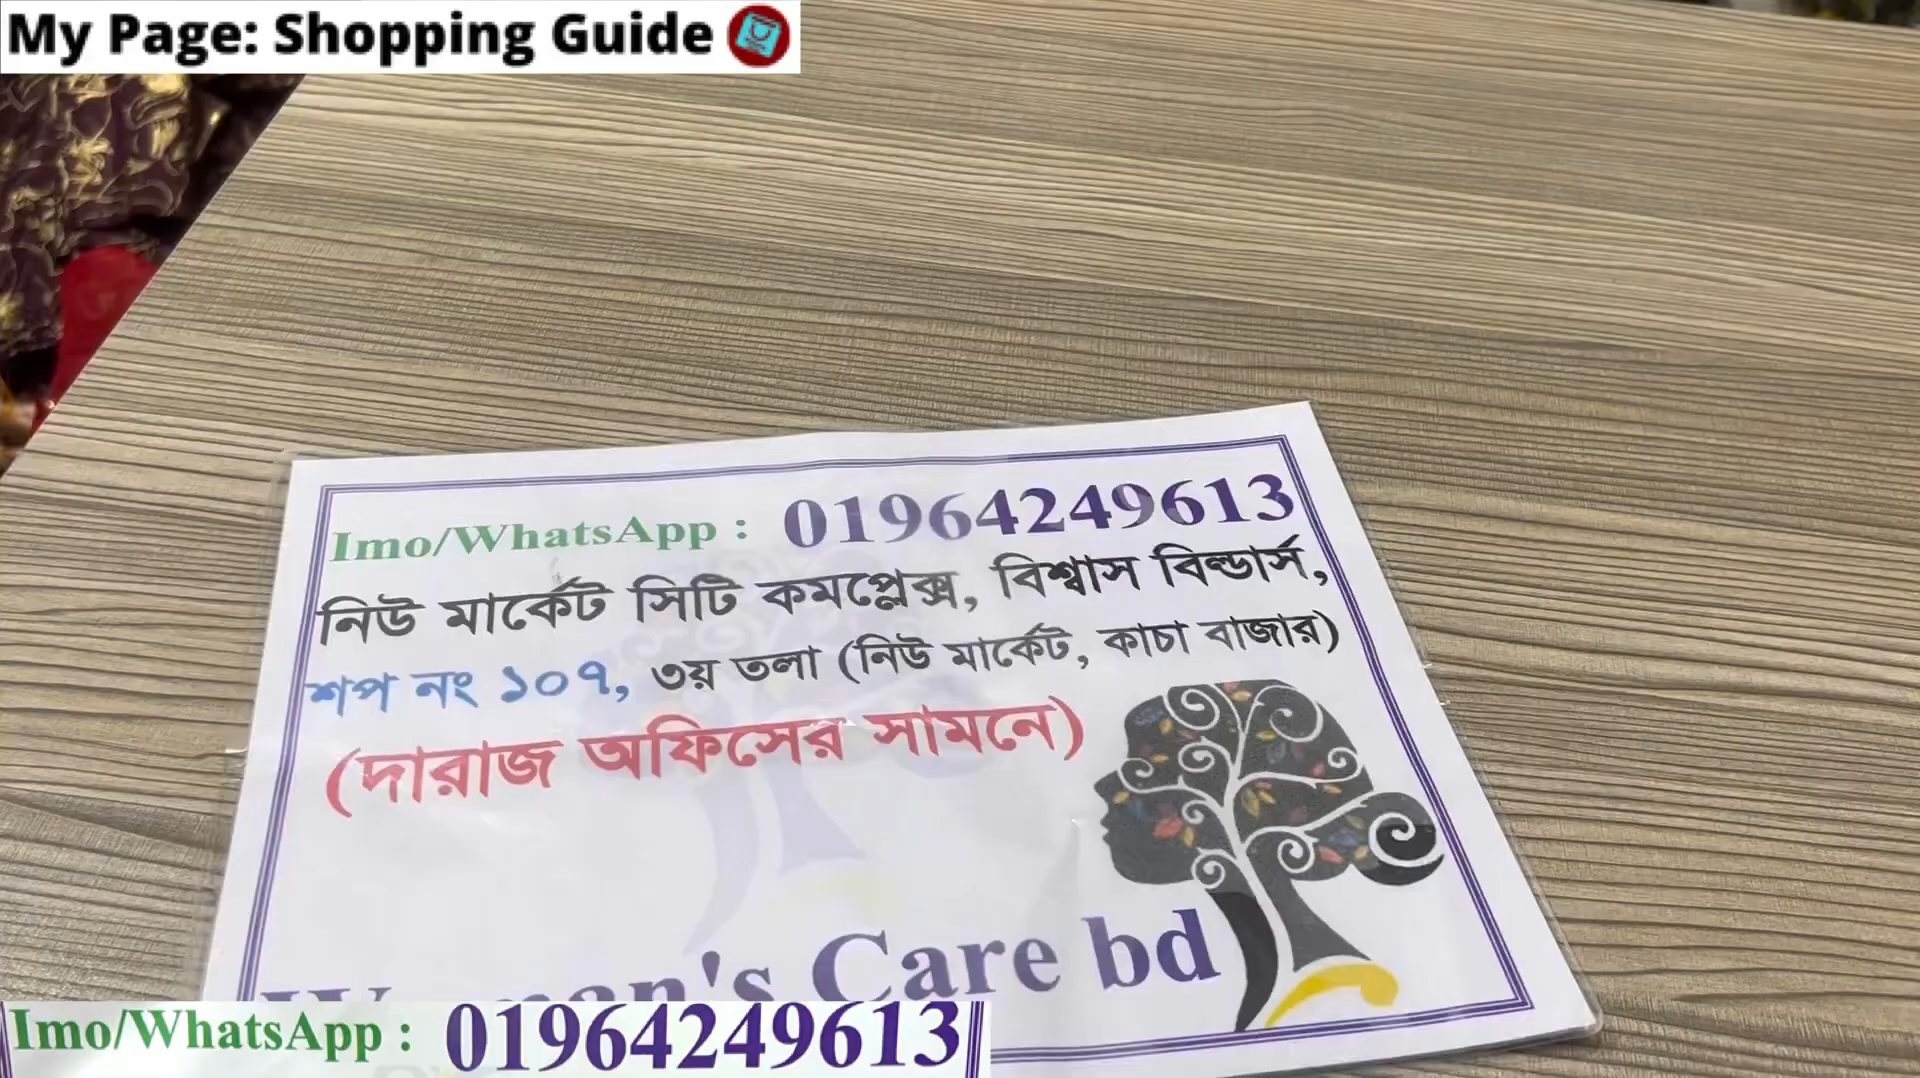 My Page: Shopping Guide
Imo/WhatsApp : 01964249613
নিউ মার্কেট সিটি কমপ্লেক্স, বিশ্বাস বিল্ডার্স,
শপ নং ১০৭, ৩য় তলা (নিউ মার্কেট, কাচা বাজার)
(দারাজ অফিসের সামনে)
Woman's Care bd
Imo/WhatsApp : 01964249613